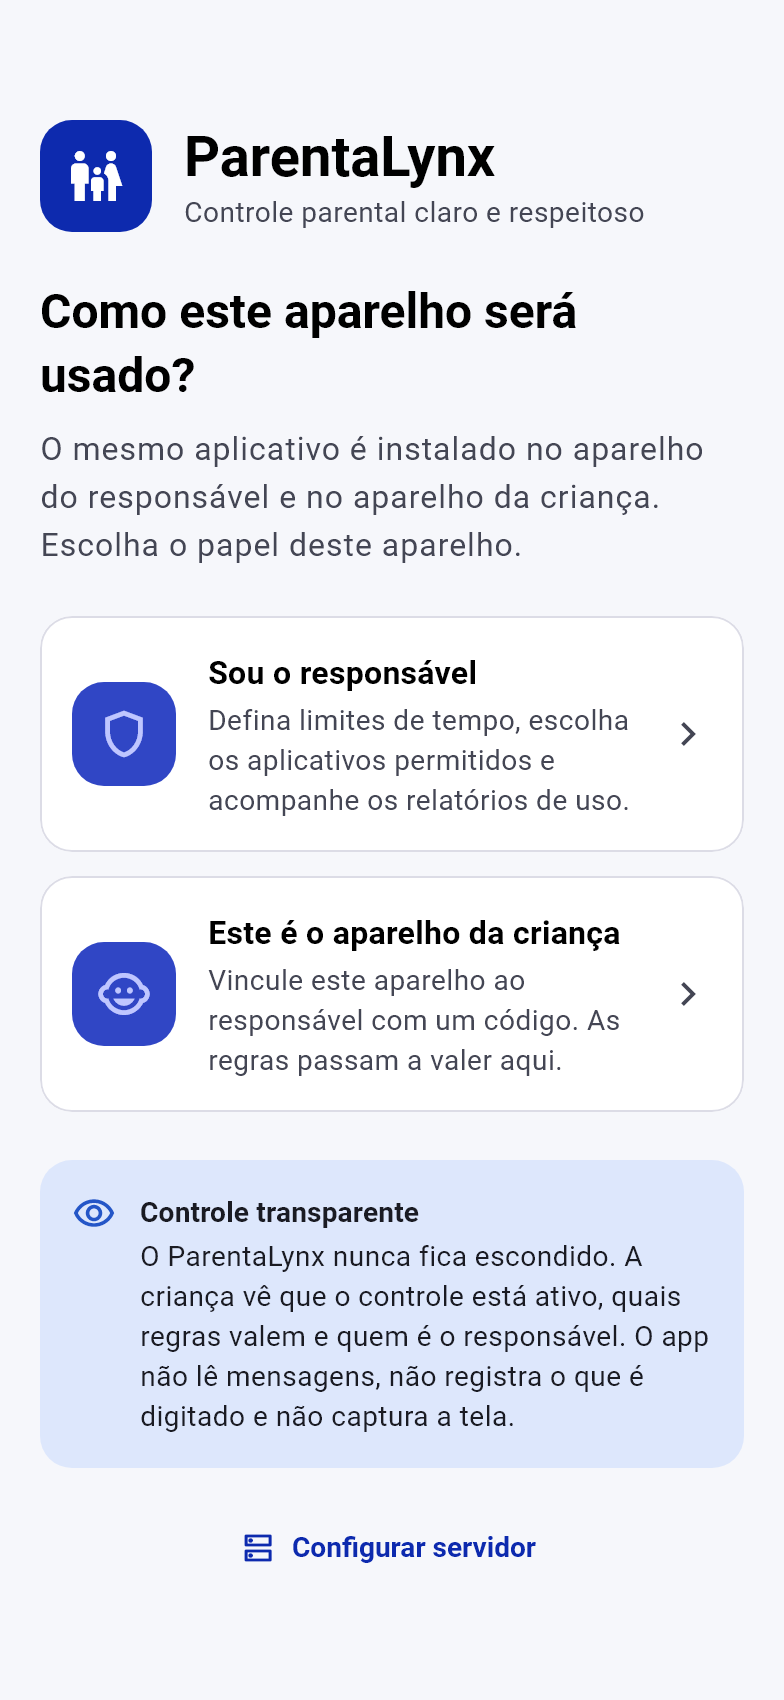 ParentaLynx
Controle parental claro e respeitoso
Como este aparelho será
usado?
O mesmo aplicativo é instalado no aparelho
do responsável e no aparelho da criança.
Escolha o papel deste aparelho.
Sou o responsável
Defina limites de tempo, escolha
os aplicativos permitidos e
acompanhe os relatórios de uso.
Este é o aparelho da criança
Vincule este aparelho ao
responsável com um código. As
regras passam a valer aqui.
Controle transparente
O ParentaLynx nunca fica escondido. A
criança vê que o controle está ativo, quais
regras valem e quem é o responsável. O app
não lê mensagens, não registra o que é
digitado e não captura a tela.
Configurar servidor